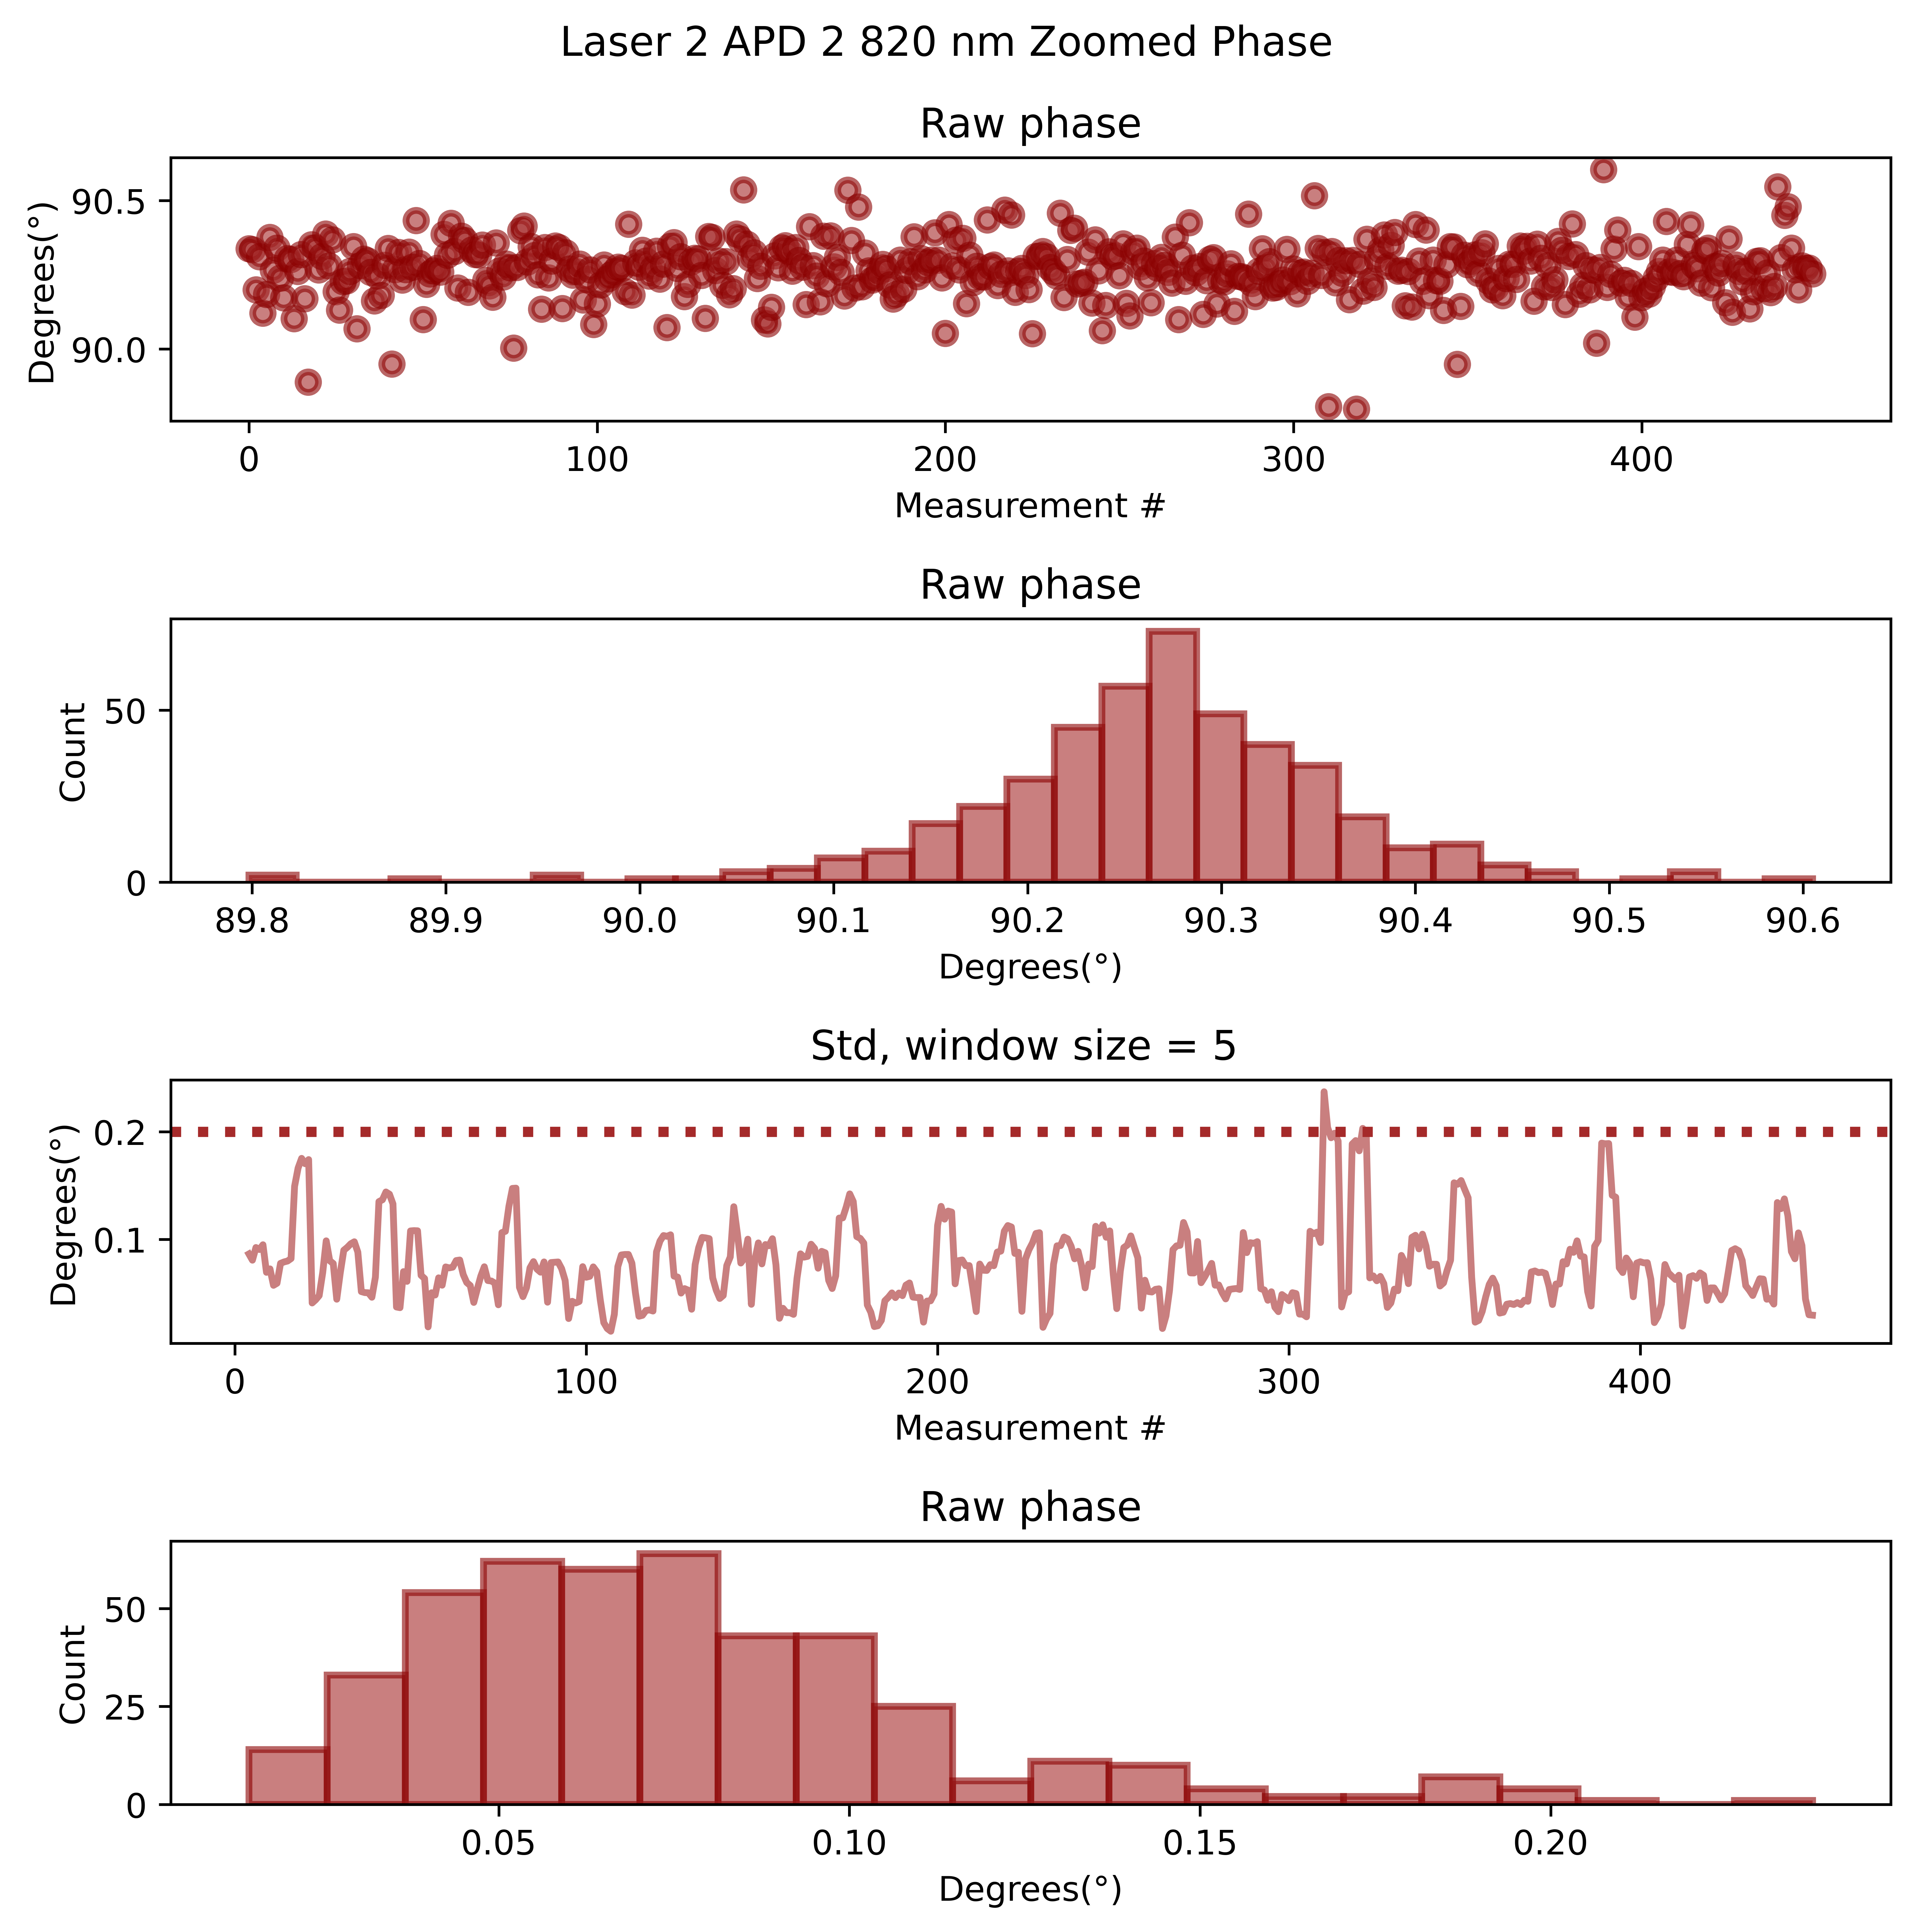 Laser 2 APD 2 820 nm Zoomed Phase
Raw phase
Degrees(°)
90.5
90.0
0 100 200 300 400
Measurement #
Raw phase
Count
50
0
89.8 89.9 90.0 90.1 90.2 90.3 90.4 90.5 90.6
Degrees(°)
Std, window size = 5
Degrees(°)
0.2
0.1
0 100 200 300 400
Measurement #
Raw phase
Count
50
25
0
0.05 0.10 0.15 0.20
Degrees(°)